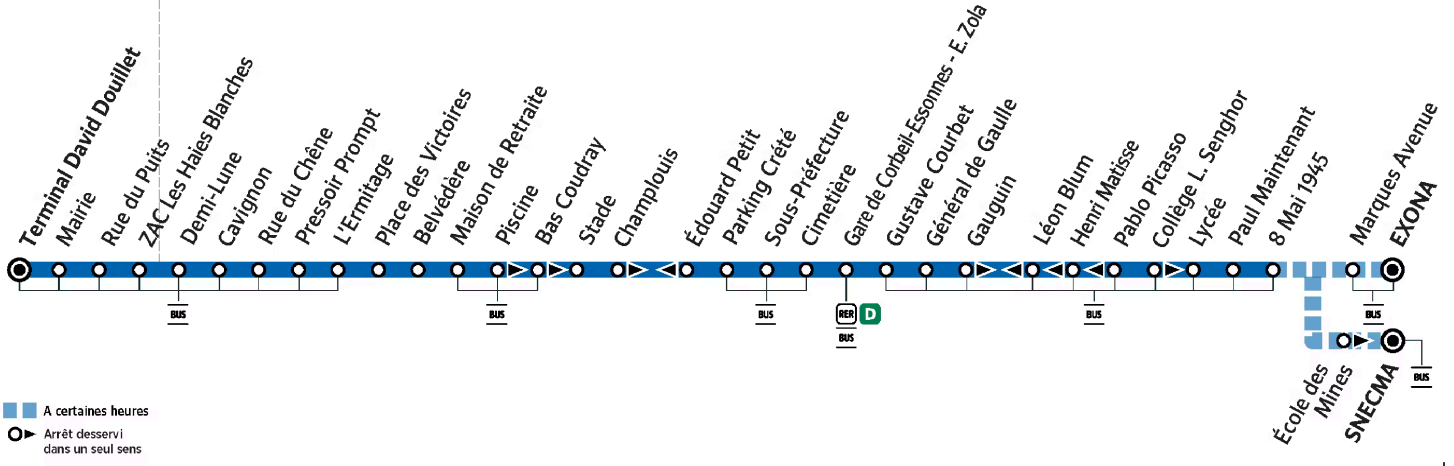 Terminal David Douillet
Mairie
Rue du Puits
ZAC Les Haies Blanches
Demi-Lune
Cavignon
Rue du Chêne
Pressoir Prompt
L'Ermitage
Place des Victoires
Belvédère
Maison de Retraite
Piscine
Bas Coudray
Stade
Champlouis
Édouard Petit
Parking Crété
Sous-Préfecture
Cimetière
Gare de Corbeil-Essonnes - E. Zola
Gustave Courbet
Général de Gaulle
Gauguin
Léon Blum
Henri Matisse
Pablo Picasso
Collège L. Senghor
Lycée
Paul Maintenant
8 Mai 1945
Marques Avenue
EXONA
BUS
BUS
BUS
RER D
BUS
BUS
BUS
École des
Mines
SNECMA
BUS
A certaines heures
Arrêt desservi
dans un seul sens